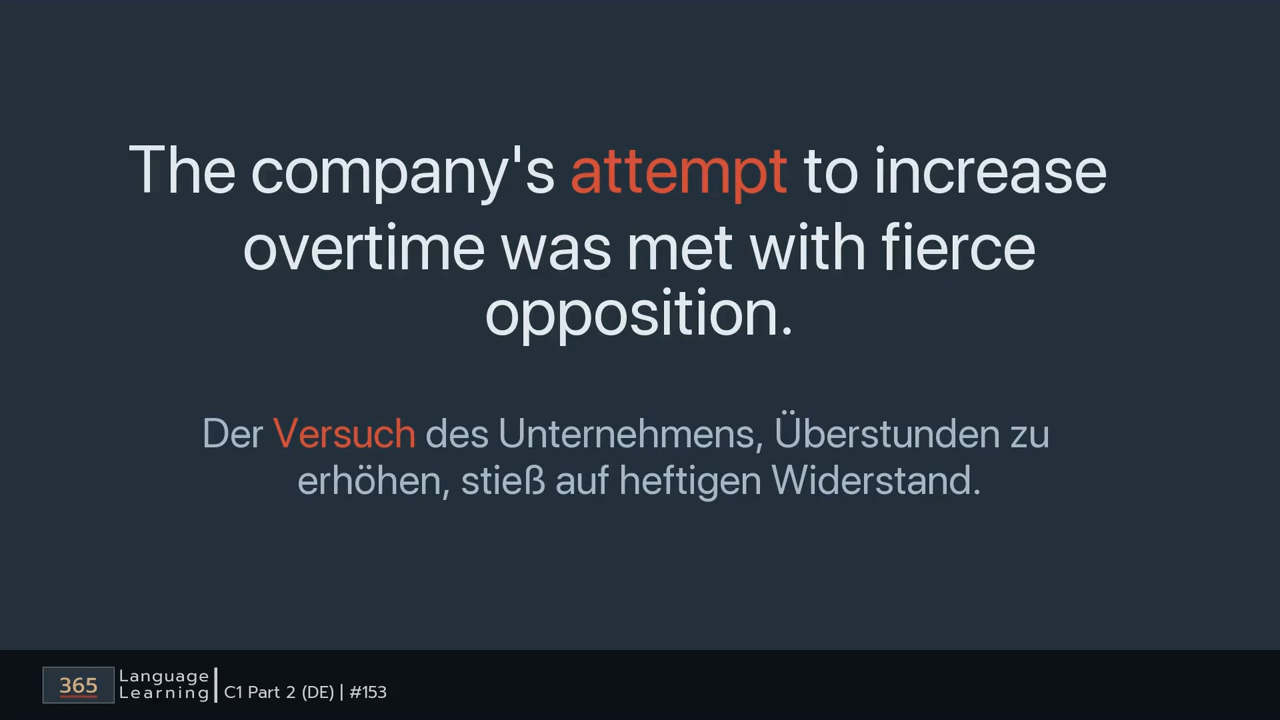 The company's attempt to increase
overtime was met with fierce
opposition.
Der Versuch des Unternehmens, Überstunden zu
erhöhen, stieß auf heftigen Widerstand.
365
Language
Learning
C1 Part 2 (DE) | #153